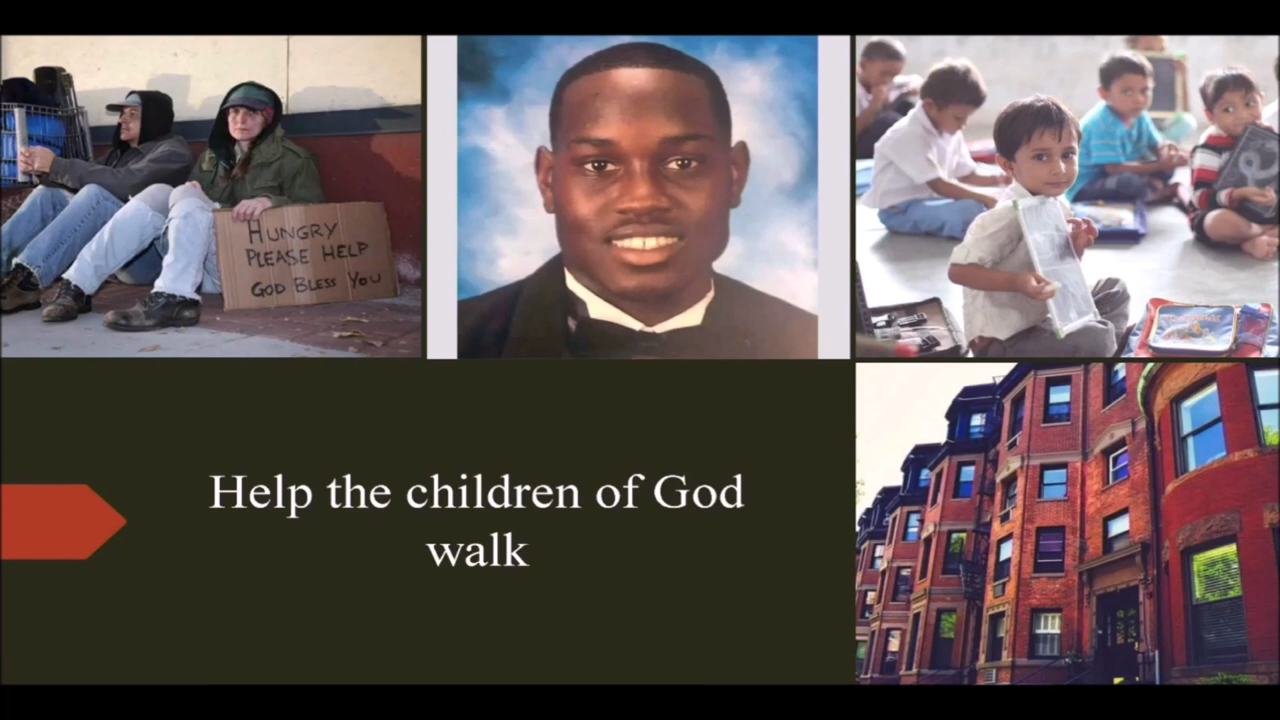 HUNGRY
PLEASE HELP
GOD BLESS YOU
Help the children of God
walk